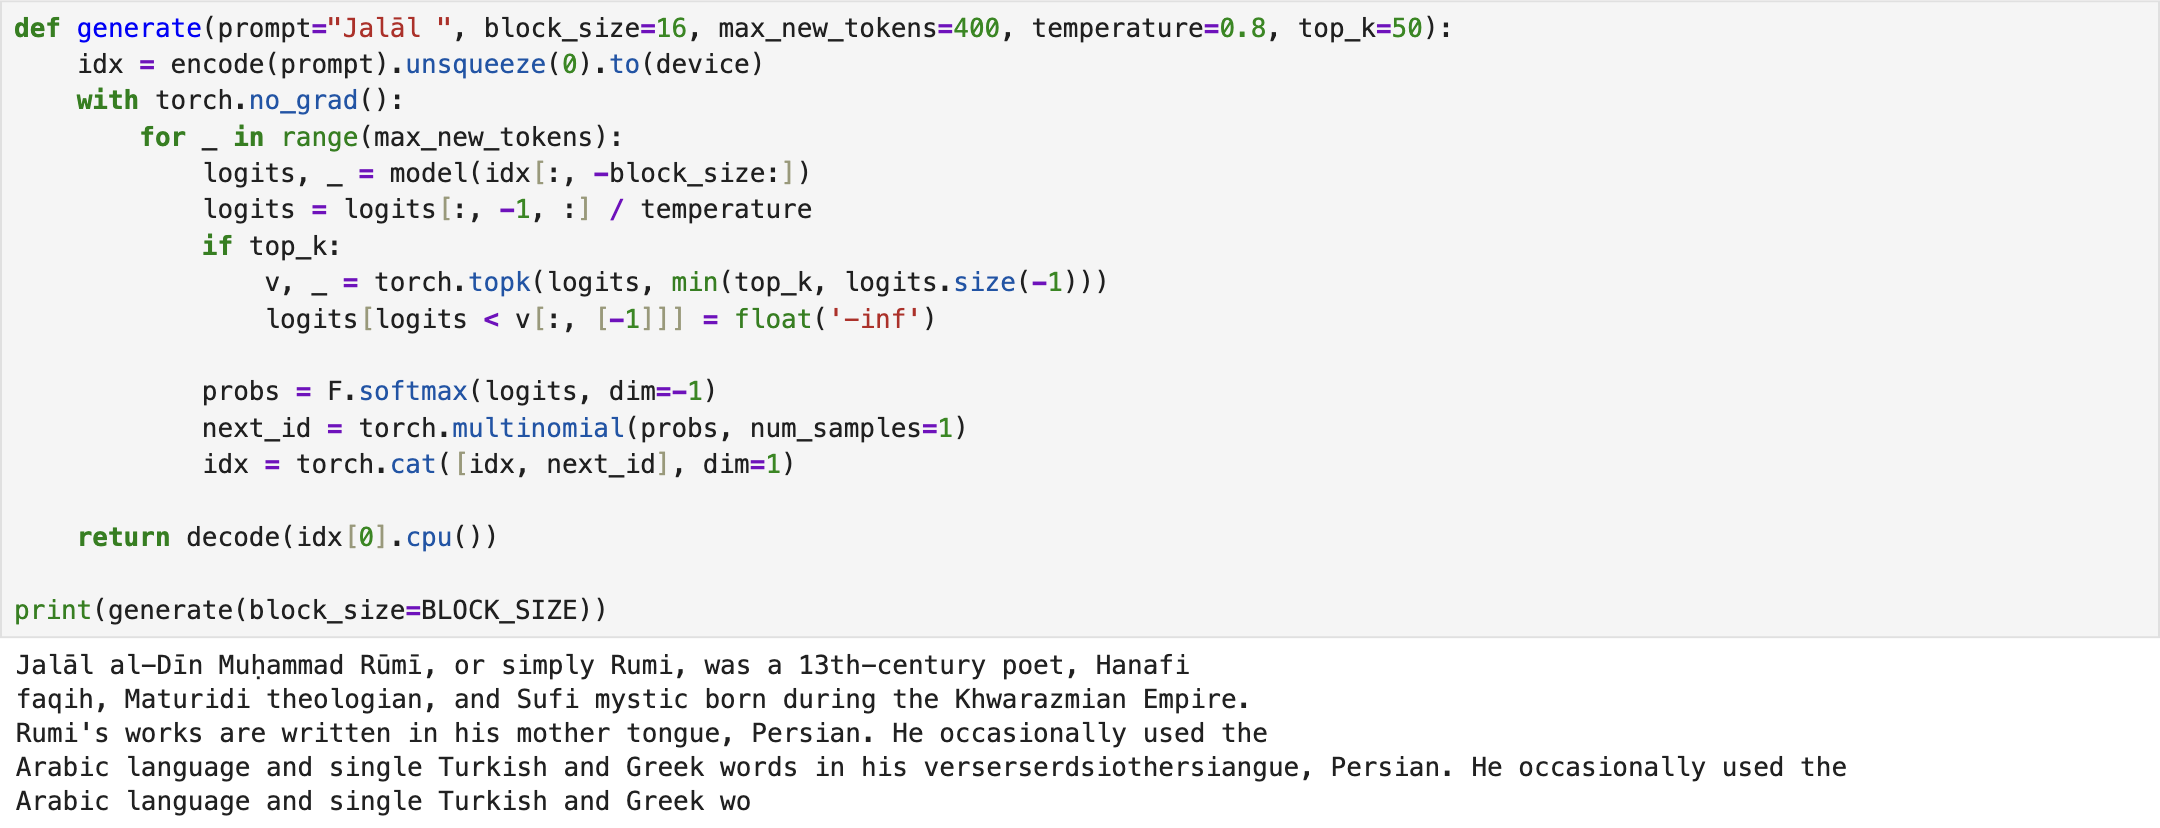 def generate(prompt="Jalāl ", block_size=16, max_new_tokens=400, temperature=0.8, top_k=50):
    idx = encode(prompt).unsqueeze(0).to(device)
    with torch.no_grad():
        for _ in range(max_new_tokens):
            logits, _ = model(idx[:, -block_size:])
            logits = logits[:, -1, :] / temperature
            if top_k:
                v, _ = torch.topk(logits, min(top_k, logits.size(-1)))
                logits[logits < v[:, [-1]]] = float('-inf')

            probs = F.softmax(logits, dim=-1)
            next_id = torch.multinomial(probs, num_samples=1)
            idx = torch.cat([idx, next_id], dim=1)

    return decode(idx[0].cpu())

print(generate(block_size=BLOCK_SIZE))
Jalāl al-Dīn Muḥammad Rūmī, or simply Rumi, was a 13th-century poet, Hanafi
faqih, Maturidi theologian, and Sufi mystic born during the Khwarazmian Empire.
Rumi's works are written in his mother tongue, Persian. He occasionally used the
Arabic language and single Turkish and Greek words in his verserserdsiothersiangue, Persian. He occasionally used the
Arabic language and single Turkish and Greek wo